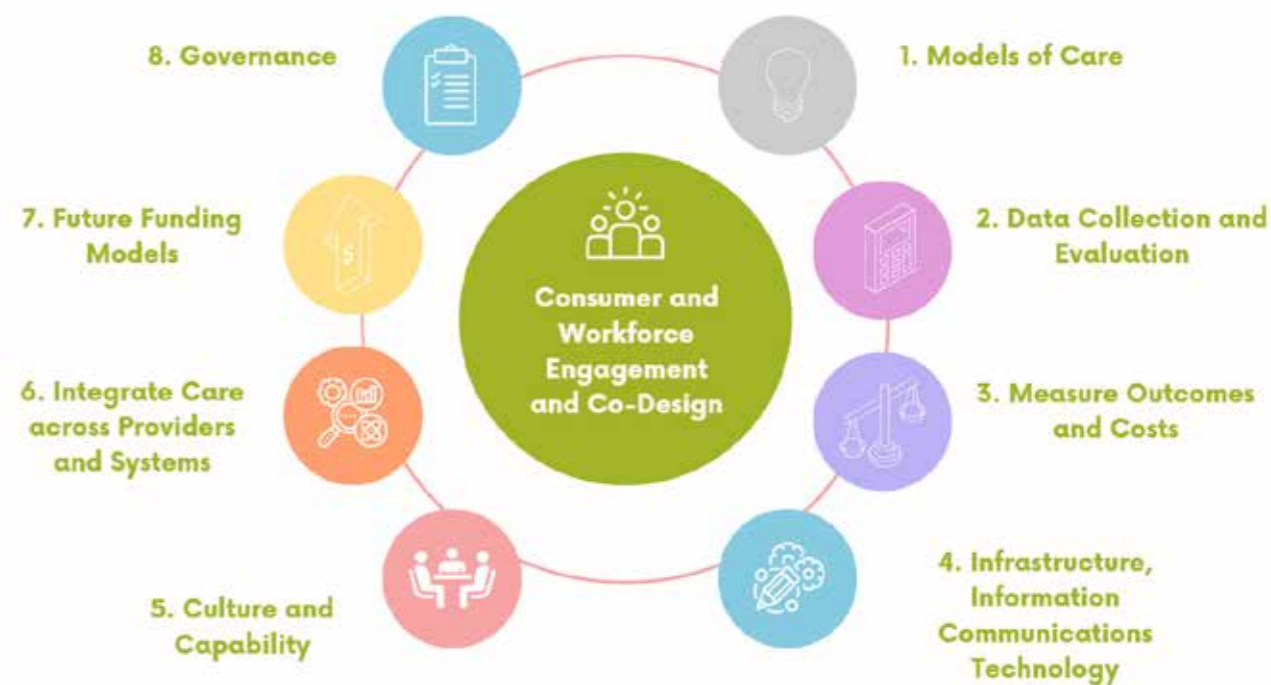 8. Governance
1. Models of Care
7. Future Funding
Models
2. Data Collection and
Evaluation
Consumer and
Workforce
Engagement
and Co-Design
6. Integrate Care
across Providers
and Systems
3. Measure Outcomes
and Costs
5. Culture and
Capability
4. Infrastructure,
Information
Communications
Technology
$